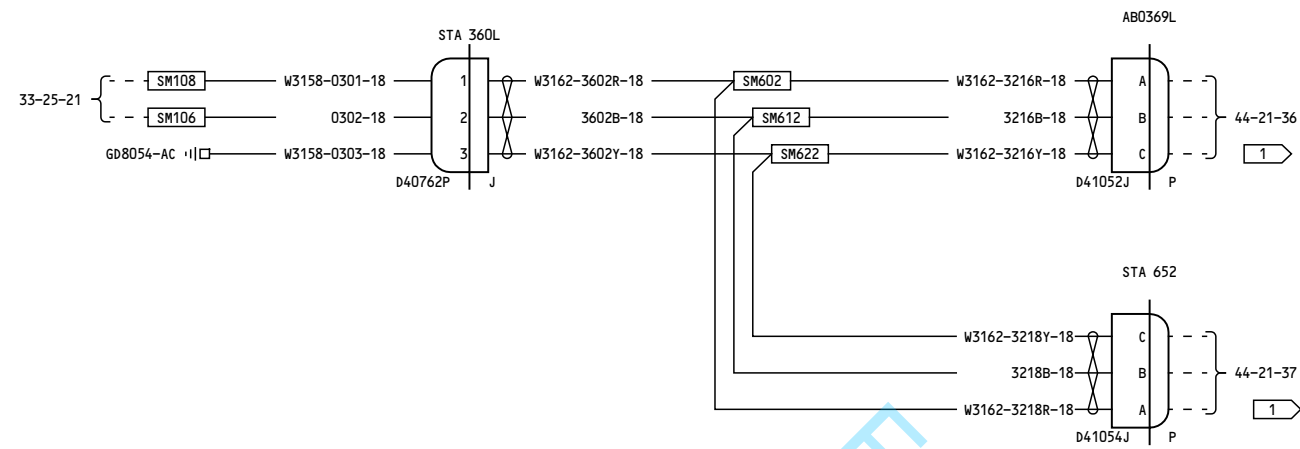 AB0369L
STA 360L
SM108 W3158-0301-18 1 W3162-3602R-18 SM602 W3162-3216R-18 A
33-25-21
SM106 0302-18 2 3602B-18 SM612 3216B-18 B 44-21-36
GD8054-AC W3158-0303-18 3 W3162-3602Y-18 SM622 W3162-3216Y-18 C 1
D40762P J D41052J P
STA 652
W3162-3218Y-18 C
3218B-18 B 44-21-37
W3162-3218R-18 A 1
D41054J P